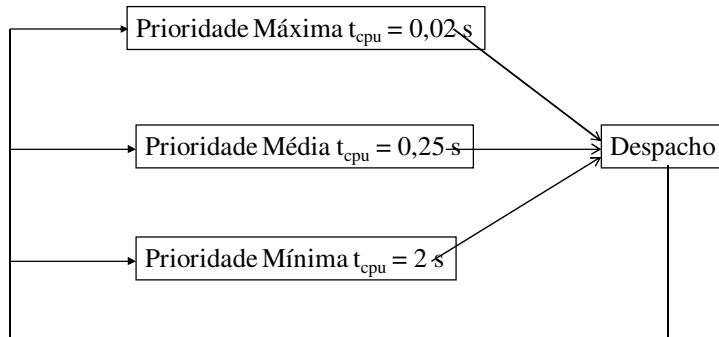 Prioridade Máxima t_cpu = 0,02 s
Prioridade Média t_cpu = 0,25 s
Despacho
Prioridade Mínima t_cpu = 2 s